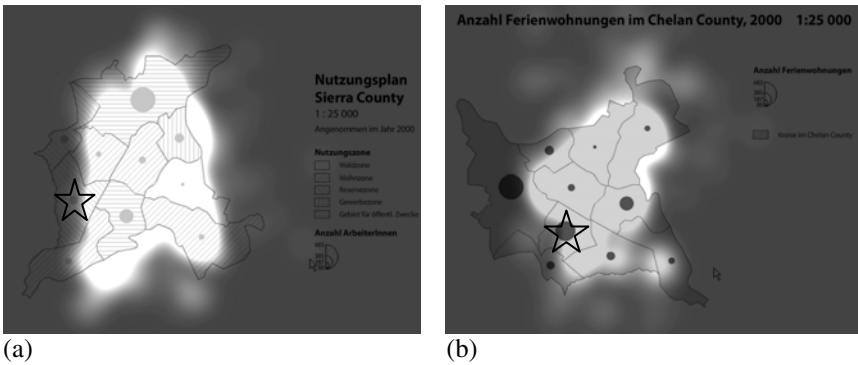 Nutzungsplan
Sierra County
1 : 25 000
Angenommen im Jahr 2000
Nutzungszone
Waldzone
Wohnzone
Reservezone
Gewerbezone
Gebiet für öffentl. Zwecke
Anzahl ArbeiterInnen
(a)
Anzahl Ferienwohnungen im Chelan County, 2000 1:25 000
Anzahl Ferienwohnungen
Kreise im Chelan County
(b)